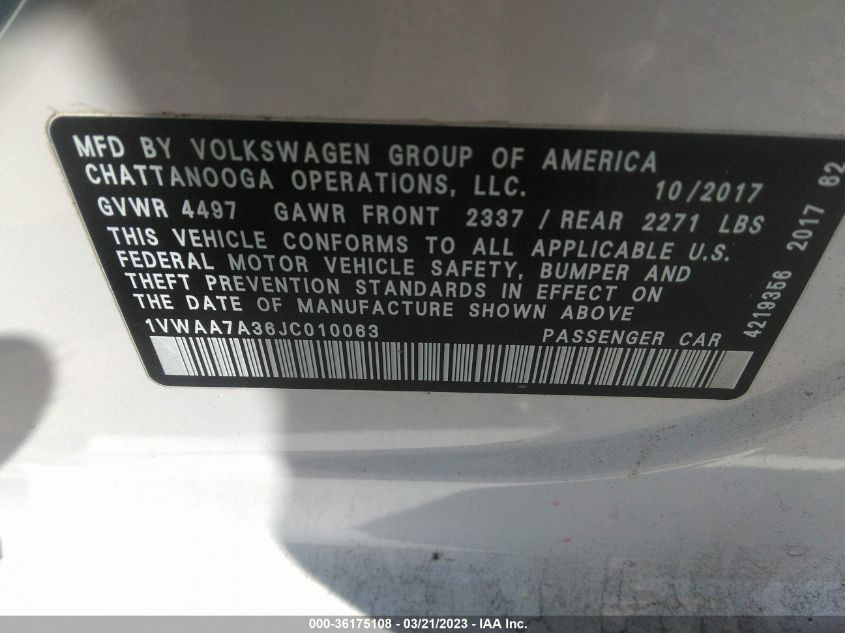 MFD BY VOLKSWAGEN GROUP OF AMERICA
CHATTANOOGA OPERATIONS, LLC. 10/2017
GVWR 4497 GAWR FRONT 2337 / REAR 2271 LBS
THIS VEHICLE CONFORMS TO ALL APPLICABLE U.S.
FEDERAL MOTOR VEHICLE SAFETY, BUMPER AND
THEFT PREVENTION STANDARDS IN EFFECT ON
THE DATE OF MANUFACTURE SHOWN ABOVE
1VWAA7A36JC010063 PASSENGER CAR
4219356 2017 62
000-36175108 - 03/21/2023 - IAA Inc.